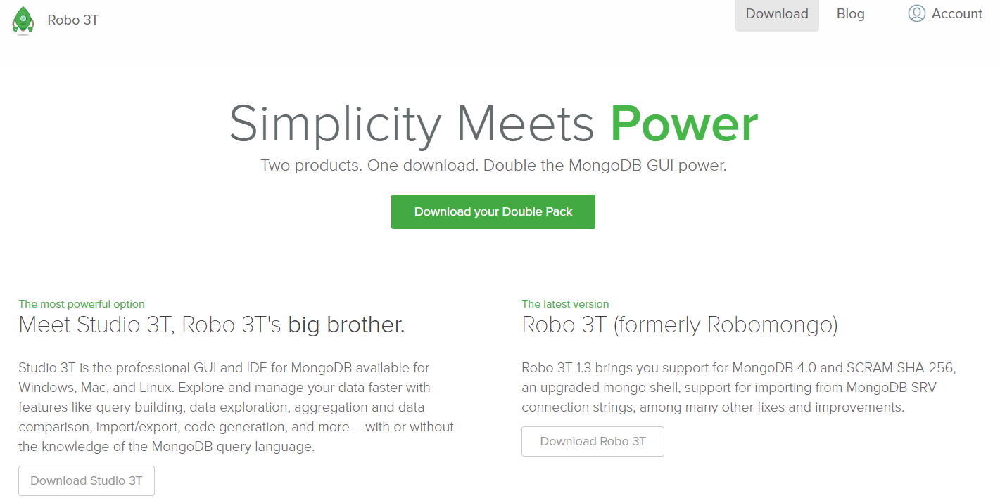 Robo 3T
Download
Blog
Account
Simplicity Meets Power
Two products. One download. Double the MongoDB GUI power.
Download your Double Pack
The most powerful option
Meet Studio 3T, Robo 3T's big brother.
Studio 3T is the professional GUI and IDE for MongoDB available for
Windows, Mac, and Linux. Explore and manage your data faster with
features like query building, data exploration, aggregation and data
comparison, import/export, code generation, and more – with or without
the knowledge of the MongoDB query language.
Download Studio 3T
The latest version
Robo 3T (formerly Robomongo)
Robo 3T 1.3 brings you support for MongoDB 4.0 and SCRAM-SHA-256,
an upgraded mongo shell, support for importing from MongoDB SRV
connection strings, among many other fixes and improvements.
Download Robo 3T